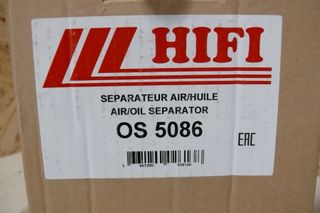 HIFI
SEPARATEUR AIR/HUILE
AIR/OIL SEPARATOR
OS 5086
EAC